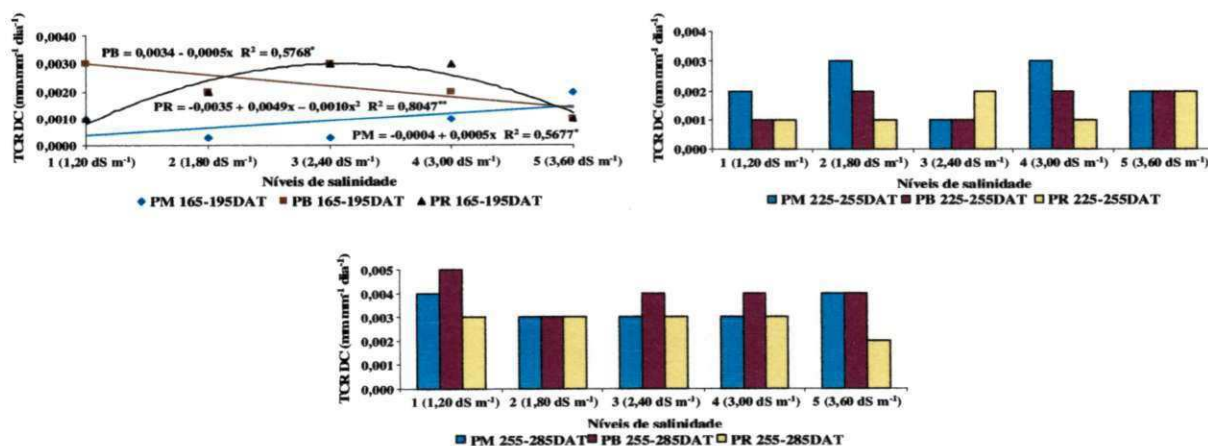 TCR DC (mm mm⁻¹ dia⁻¹)
0,0040
0,0030
0,0020
0,0010
0,0000
PB = 0,0034 - 0,0005x R² = 0,5768*
PR = -0,0035 + 0,0049x – 0,0010x² R² = 0,8047**
PM = -0,0004 + 0,0005x R² = 0,5677*
1 (1,20 dS m⁻¹) 2 (1,80 dS m⁻¹) 3 (2,40 dS m⁻¹) 4 (3,00 dS m⁻¹) 5 (3,60 dS m⁻¹)
Níveis de salinidade
PM 165-195DAT PB 165-195DAT PR 165-195DAT
TCR DC (mm mm⁻¹ dia⁻¹)
0,004
0,003
0,002
0,001
0,000
1 (1,20 dS m⁻¹) 2 (1,80 dS m⁻¹) 3 (2,40 dS m⁻¹) 4 (3,00 dS m⁻¹) 5 (3,60 dS m⁻¹)
Níveis de salinidade
PM 225-255DAT PB 225-255DAT PR 225-255DAT
TCR DC (mm mm⁻¹ dia⁻¹)
0,005
0,004
0,003
0,002
0,001
0,000
1 (1,20 dS m⁻¹) 2 (1,80 dS m⁻¹) 3 (2,40 dS m⁻¹) 4 (3,00 dS m⁻¹) 5 (3,60 dS m⁻¹)
Níveis de salinidade
PM 255-285DAT PB 255-285DAT PR 255-285DAT